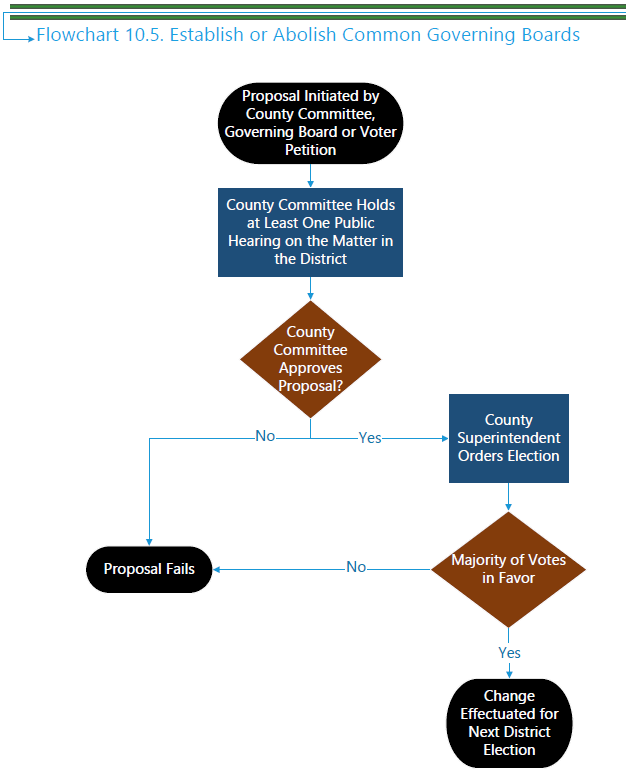 Flowchart 10.5. Establish or Abolish Common Governing Boards
Proposal Initiated by
County Committee,
Governing Board or Voter
Petition
County Committee Holds
at Least One Public
Hearing on the Matter in
the District
County
Committee
Approves
Proposal?
No
Yes
County
Superintendent
Orders Election
Majority of Votes
in Favor
No
Proposal Fails
Yes
Change
Effectuated for
Next District
Election